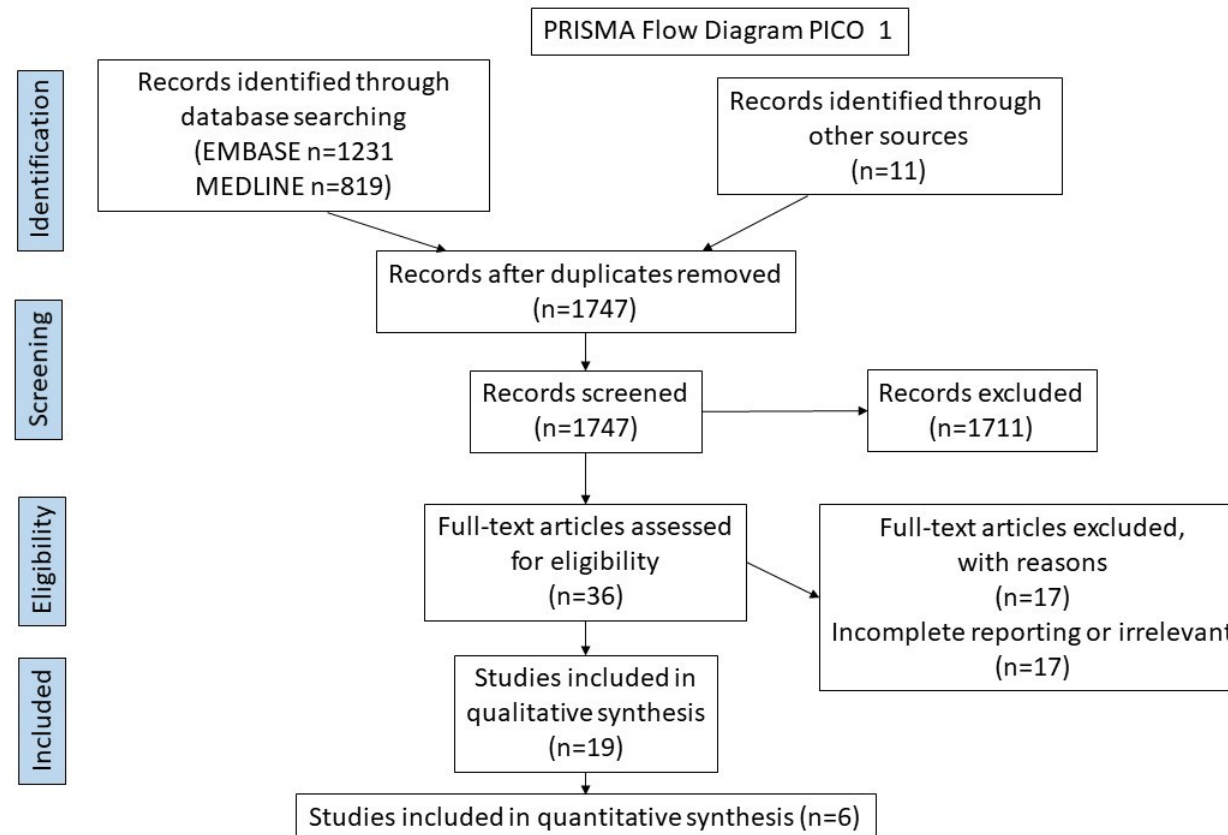 PRISMA Flow Diagram PICO 1
Identification
Records identified through
database searching
(EMBASE n=1231
MEDLINE n=819)
Records identified through
other sources
(n=11)
Records after duplicates removed
(n=1747)
Screening
Records screened
(n=1747)
Records excluded
(n=1711)
Eligibility
Full-text articles assessed
for eligibility
(n=36)
Full-text articles excluded,
with reasons
(n=17)
Incomplete reporting or irrelevant
(n=17)
Included
Studies included in
qualitative synthesis
(n=19)
Studies included in quantitative synthesis (n=6)